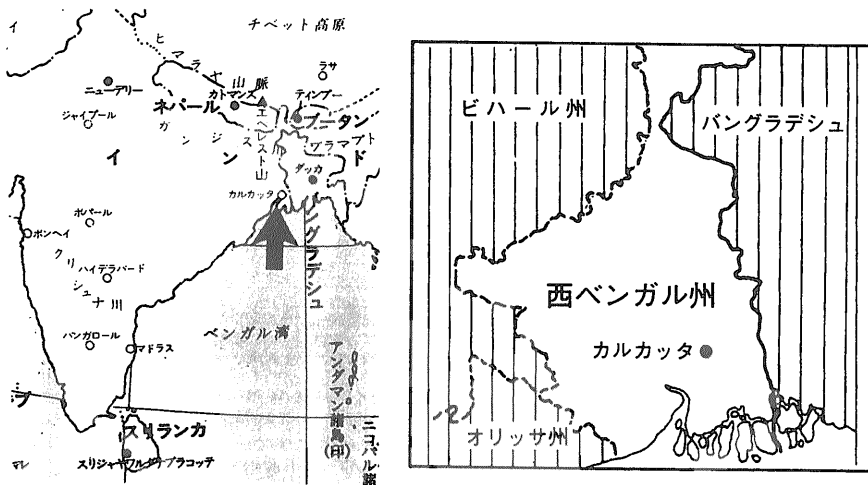 チベット高原
ヒマラヤ山脈
ラサ
ニューデリー
カトマンズ
ティンプー
ネパール
エベレスト山
ブータン
ジャイプール
ガンジス川
ブラマプト
インド
ダッカ
カルカッタ
ボパール
ボンベイ
バングラデシュ
クリシュナ川
ハイデラバード
ベンガル湾
バンガロール
マドラス
アンダマン諸島(印)
スリランカ
スリジャヤワルダナプラコッテ
ニコバル諸
ビハール州
バングラデシュ
西ベンガル州
カルカッタ
オリッサ州